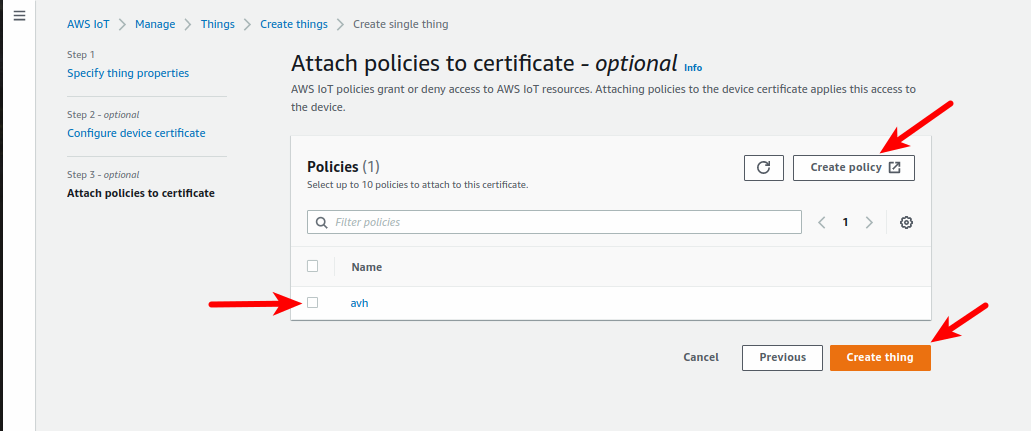 AWS IoT > Manage > Things > Create things > Create single thing
Step 1
Specify thing properties
Step 2 - optional
Configure device certificate
Step 3 - optional
Attach policies to certificate
Attach policies to certificate - optional Info
AWS IoT policies grant or deny access to AWS IoT resources. Attaching policies to the device certificate applies this access to
the device.
Policies (1)
Select up to 10 policies to attach to this certificate.
Create policy
Filter policies
1
Name
avh
Cancel
Previous
Create thing